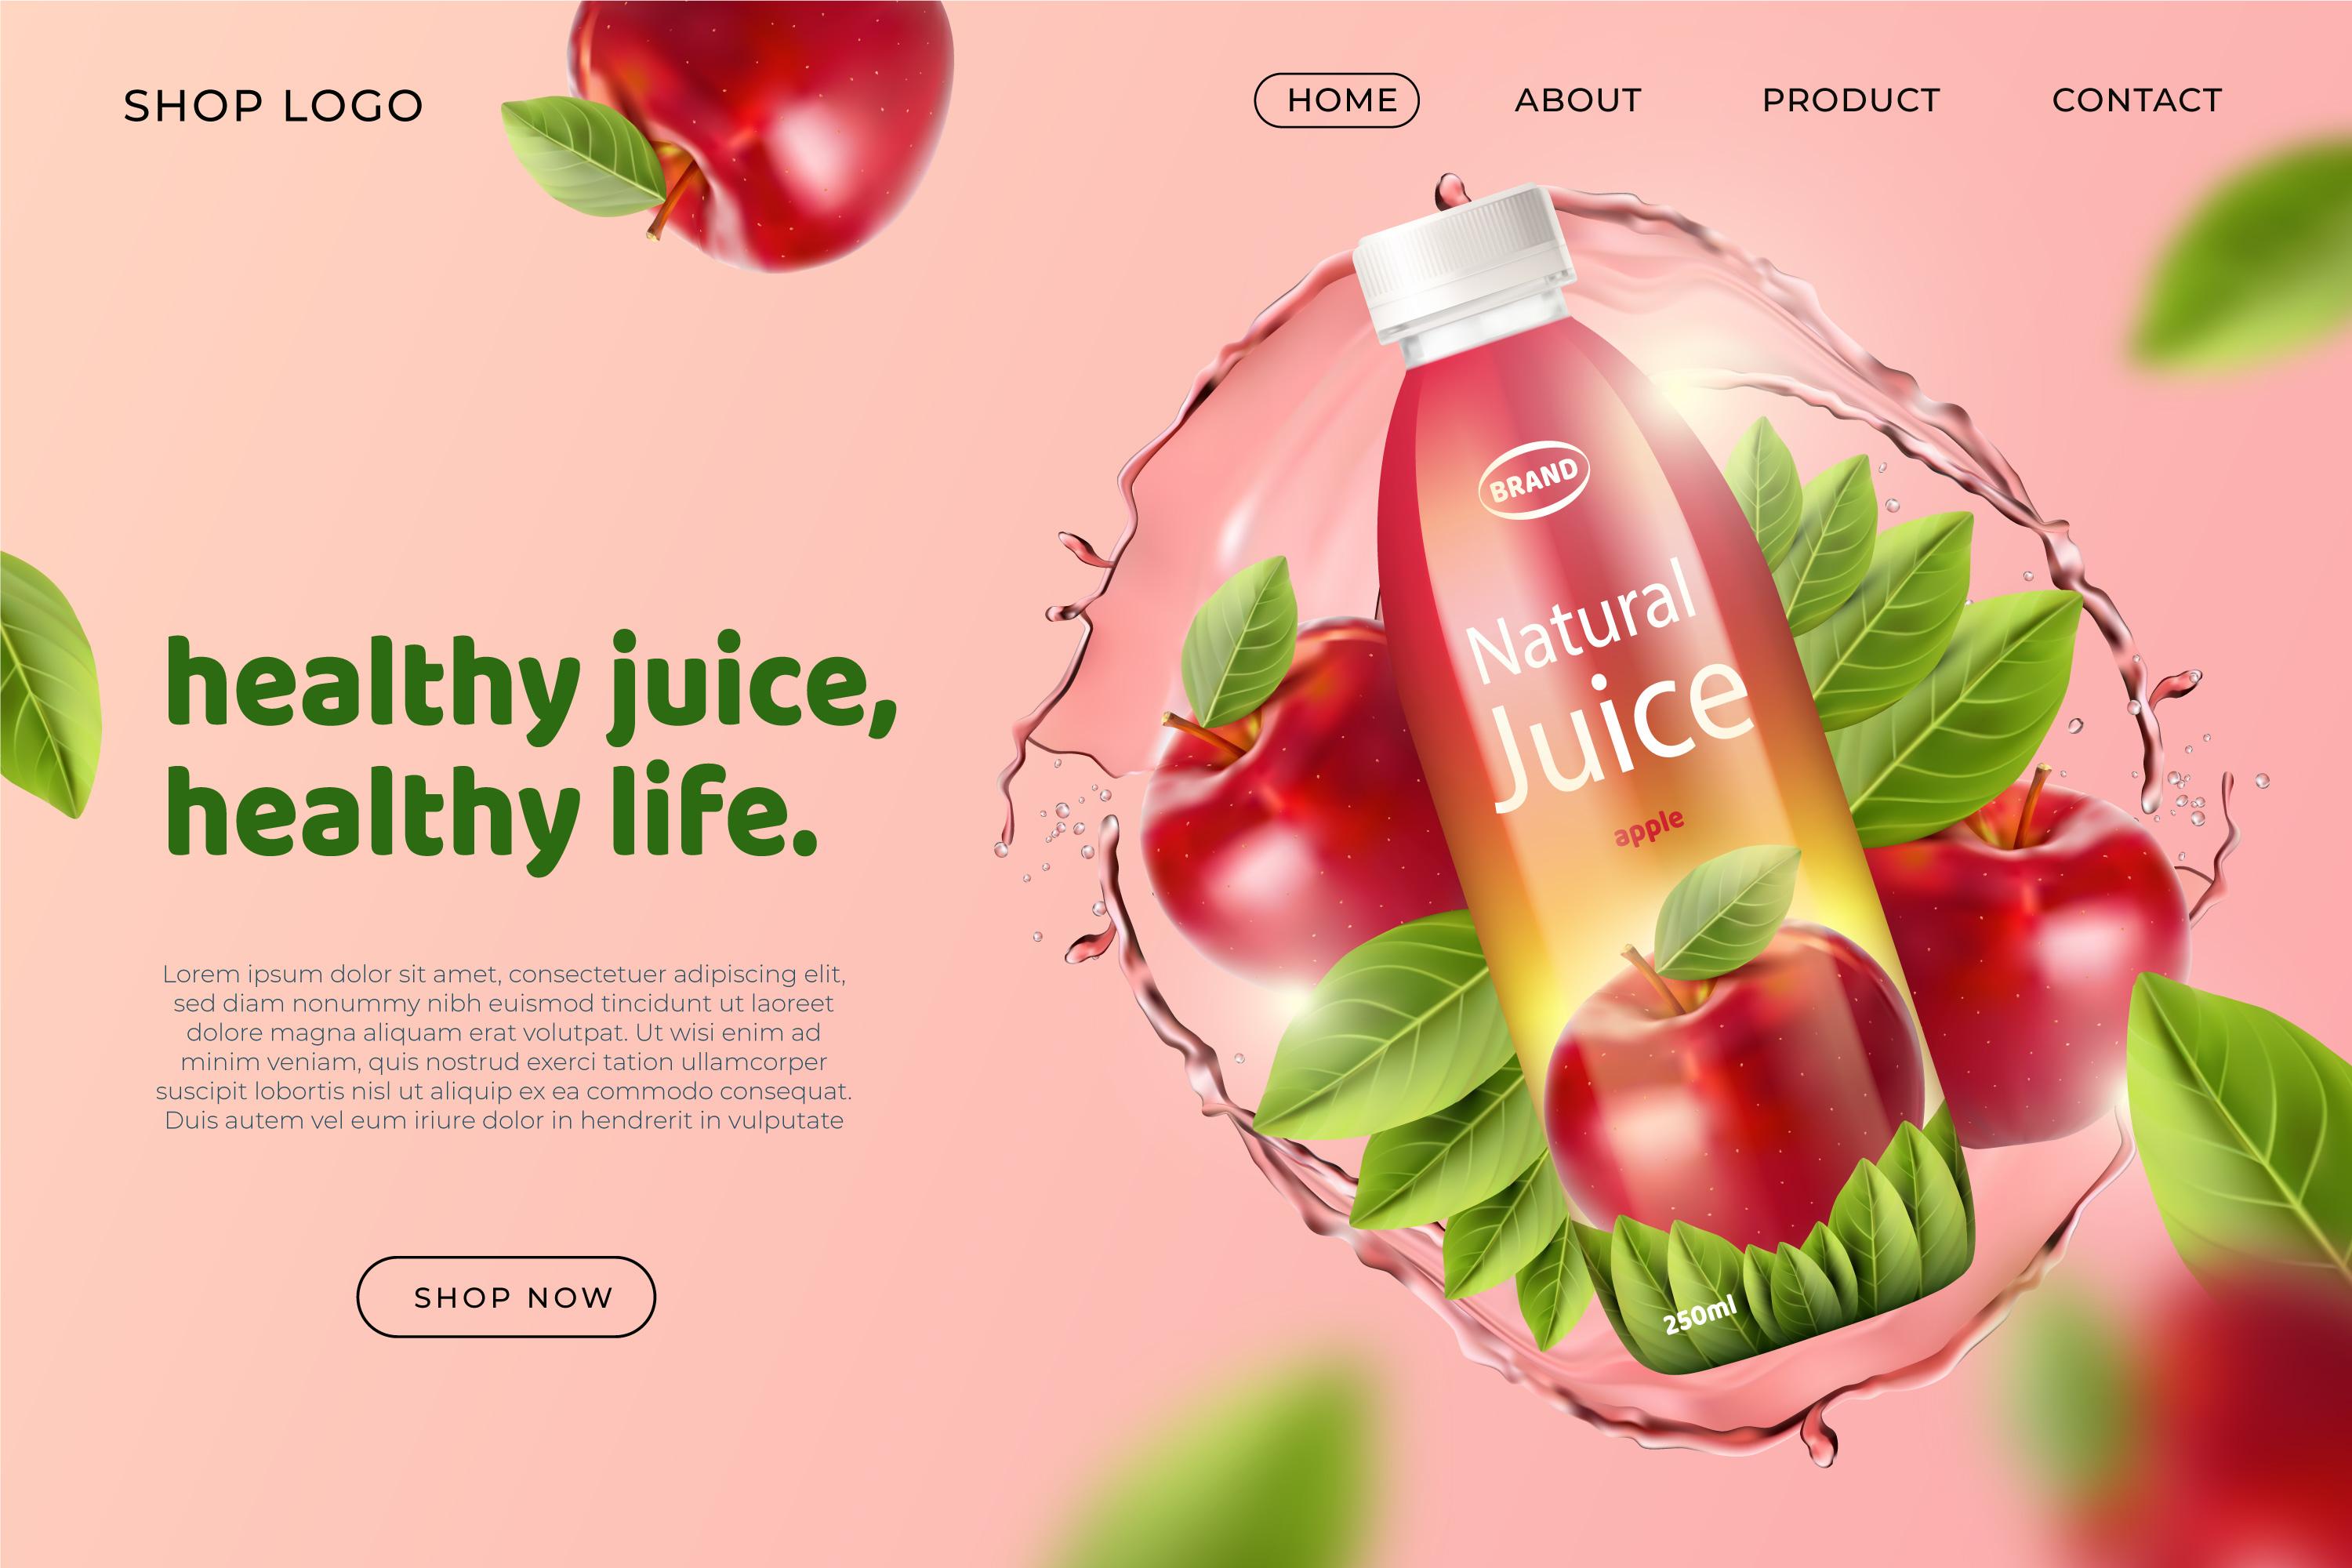 SHOP LOGO
HOME
ABOUT
PRODUCT
CONTACT
healthy juice,
healthy life.
Lorem ipsum dolor sit amet, consectetuer adipiscing elit,
sed diam nonummy nibh euismod tincidunt ut laoreet
dolore magna aliquam erat volutpat. Ut wisi enim ad
minim veniam, quis nostrud exerci tation ullamcorper
suscipit lobortis nisl ut aliquip ex ea commodo consequat.
Duis autem vel eum iriure dolor in hendrerit in vulputate
SHOP NOW
BRAND
Natural
Juice
apple
250ml